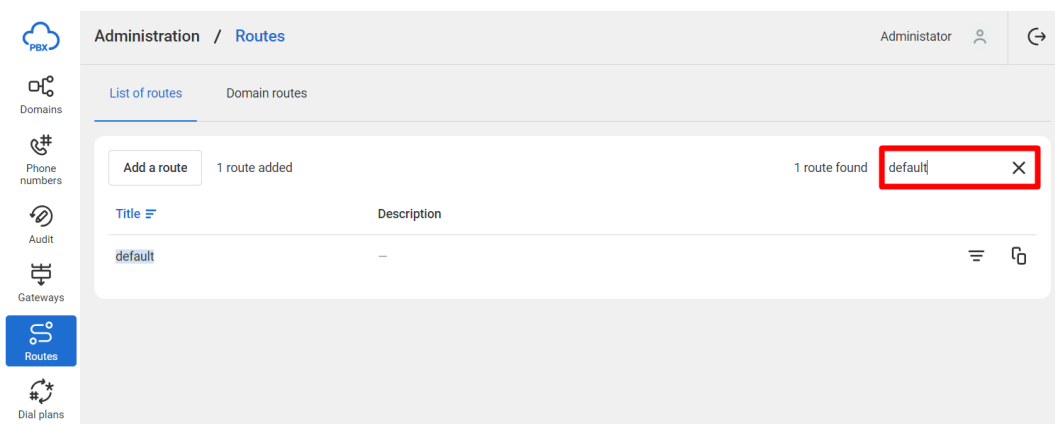 PBX
Administration / Routes
Administator
Domains
Phone
numbers
Audit
Gateways
Routes
Dial plans
List of routes
Domain routes
Add a route
1 route added
1 route found
default
Title
Description
default
—